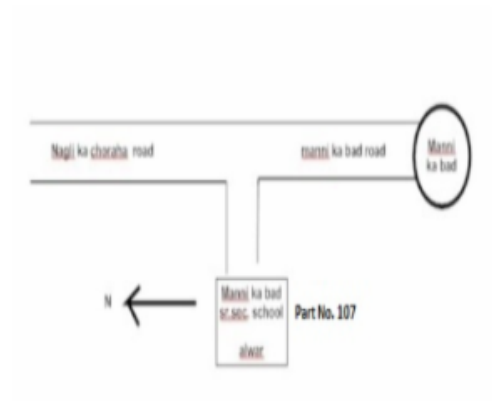 Nagli ka choraha road
manni ka bad road
Manni
ka bad
N
Manni ka bad
sr.sec. school
alwar
Part No. 107